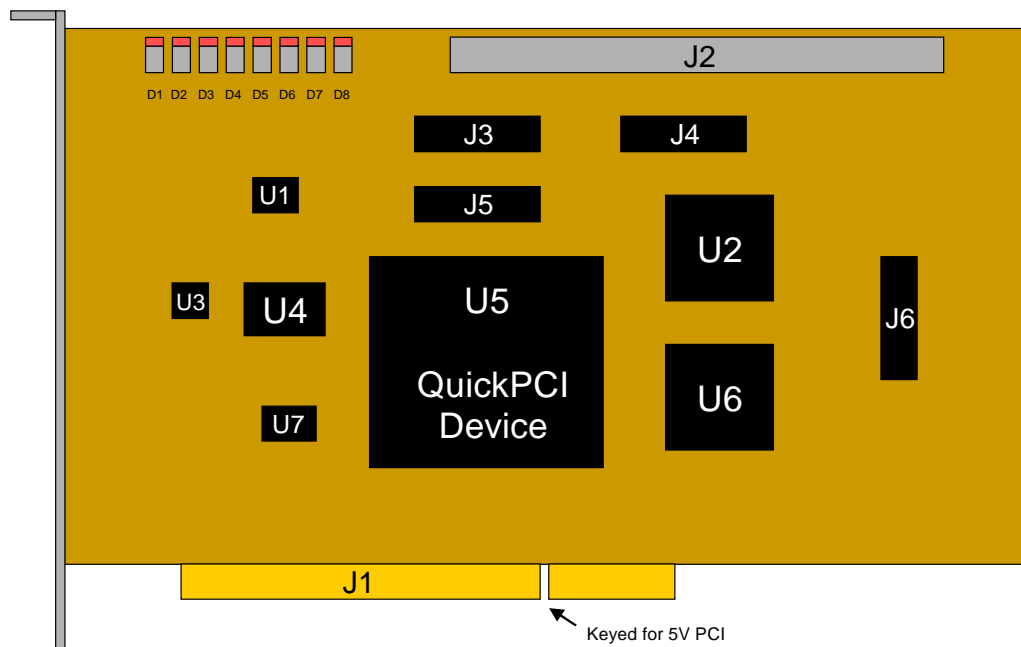 J2
D1 D2 D3 D4 D5 D6 D7 D8
J3
J4
U1
J5
U2
U3
U4
U5
QuickPCI
Device
J6
U6
U7
J1
Keyed for 5V PCI